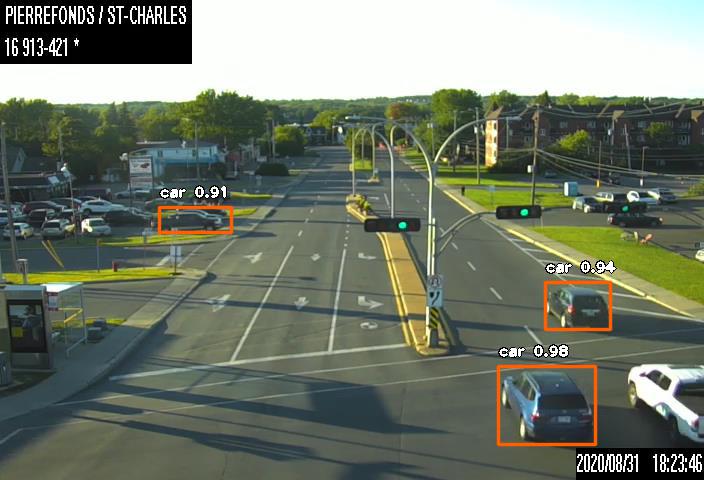 PIERREFONDS / ST-CHARLES
16 913-421 *
car 0.91
car 0.94
car 0.98
2020/08/31 18:23:46